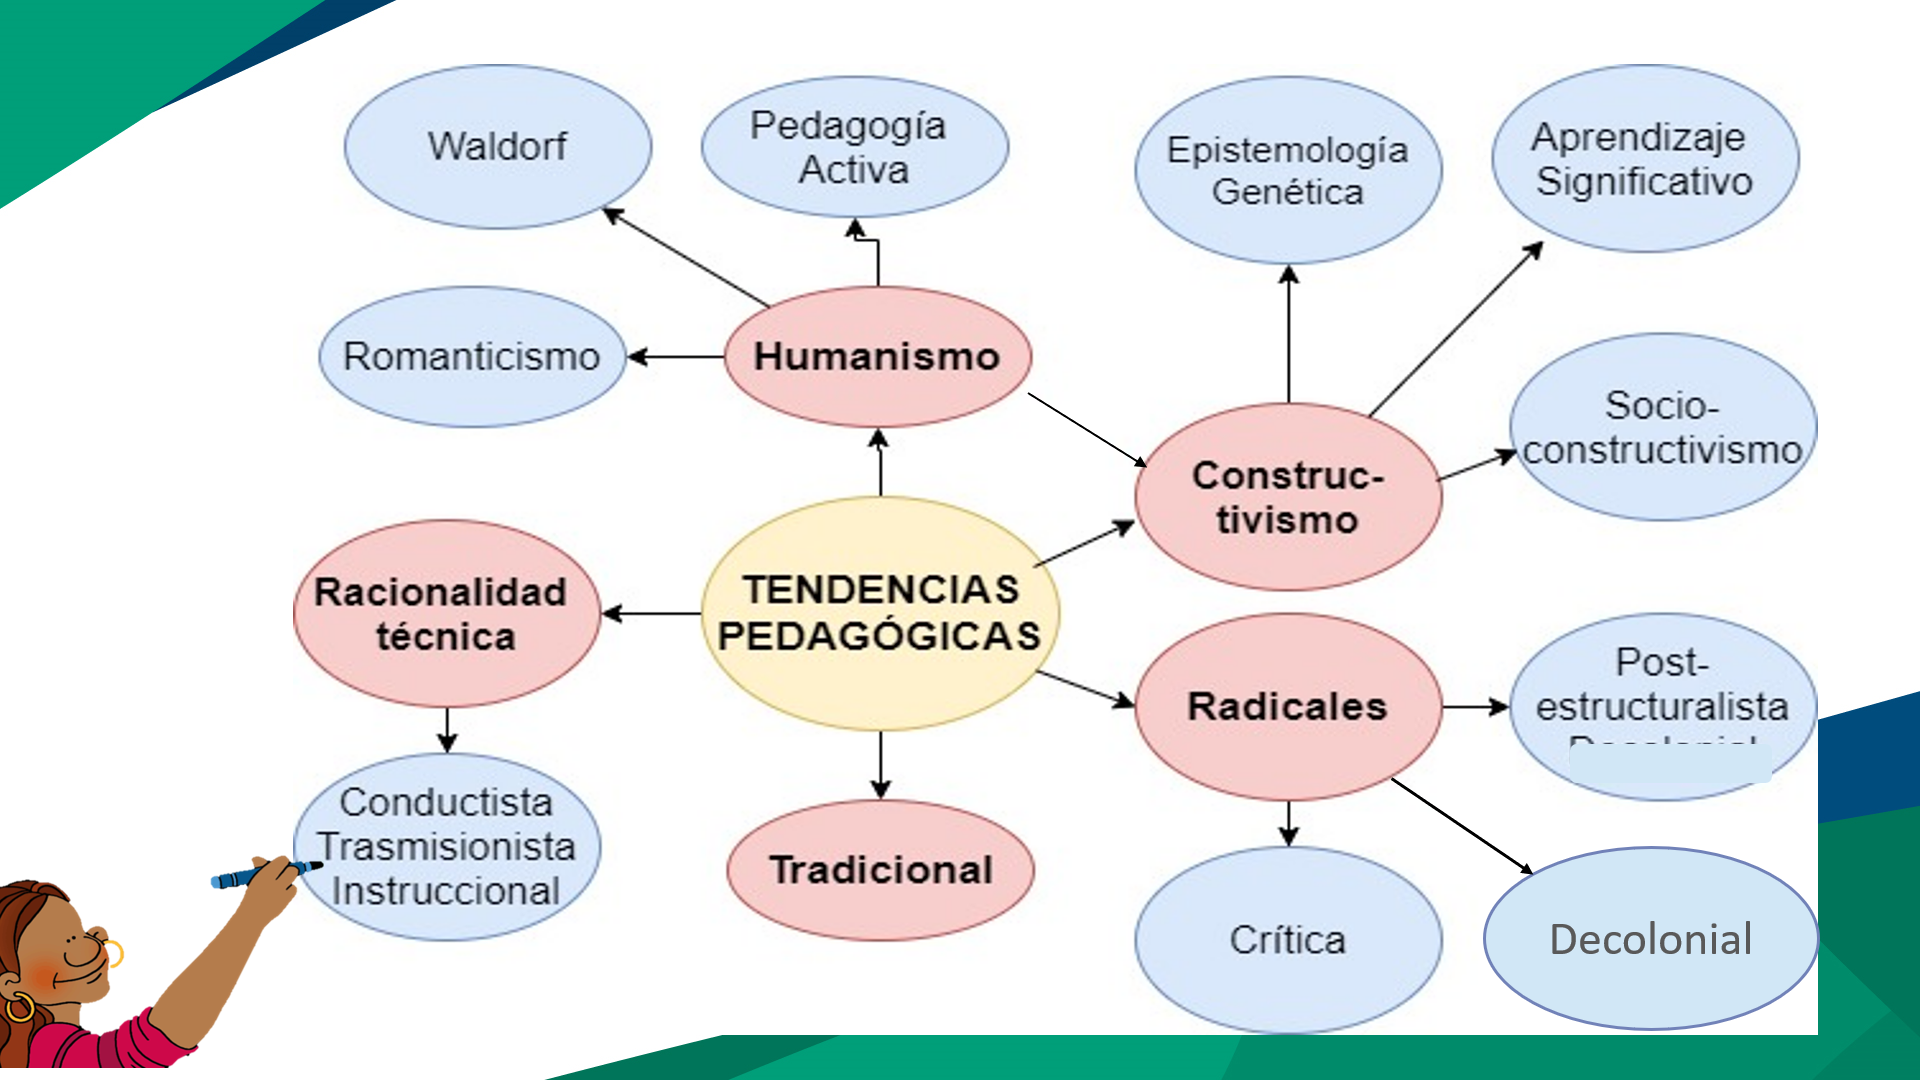 Waldorf
Pedagogía
Activa
Epistemología
Genética
Aprendizaje
Significativo
Romanticismo
Humanismo
Socio-
constructivismo
Construc-
tivismo
Racionalidad
técnica
TENDENCIAS
PEDAGÓGICAS
Radicales
Post-
estructuralista
Conductista
Trasmisionista
Instruccional
Tradicional
Crítica
Decolonial